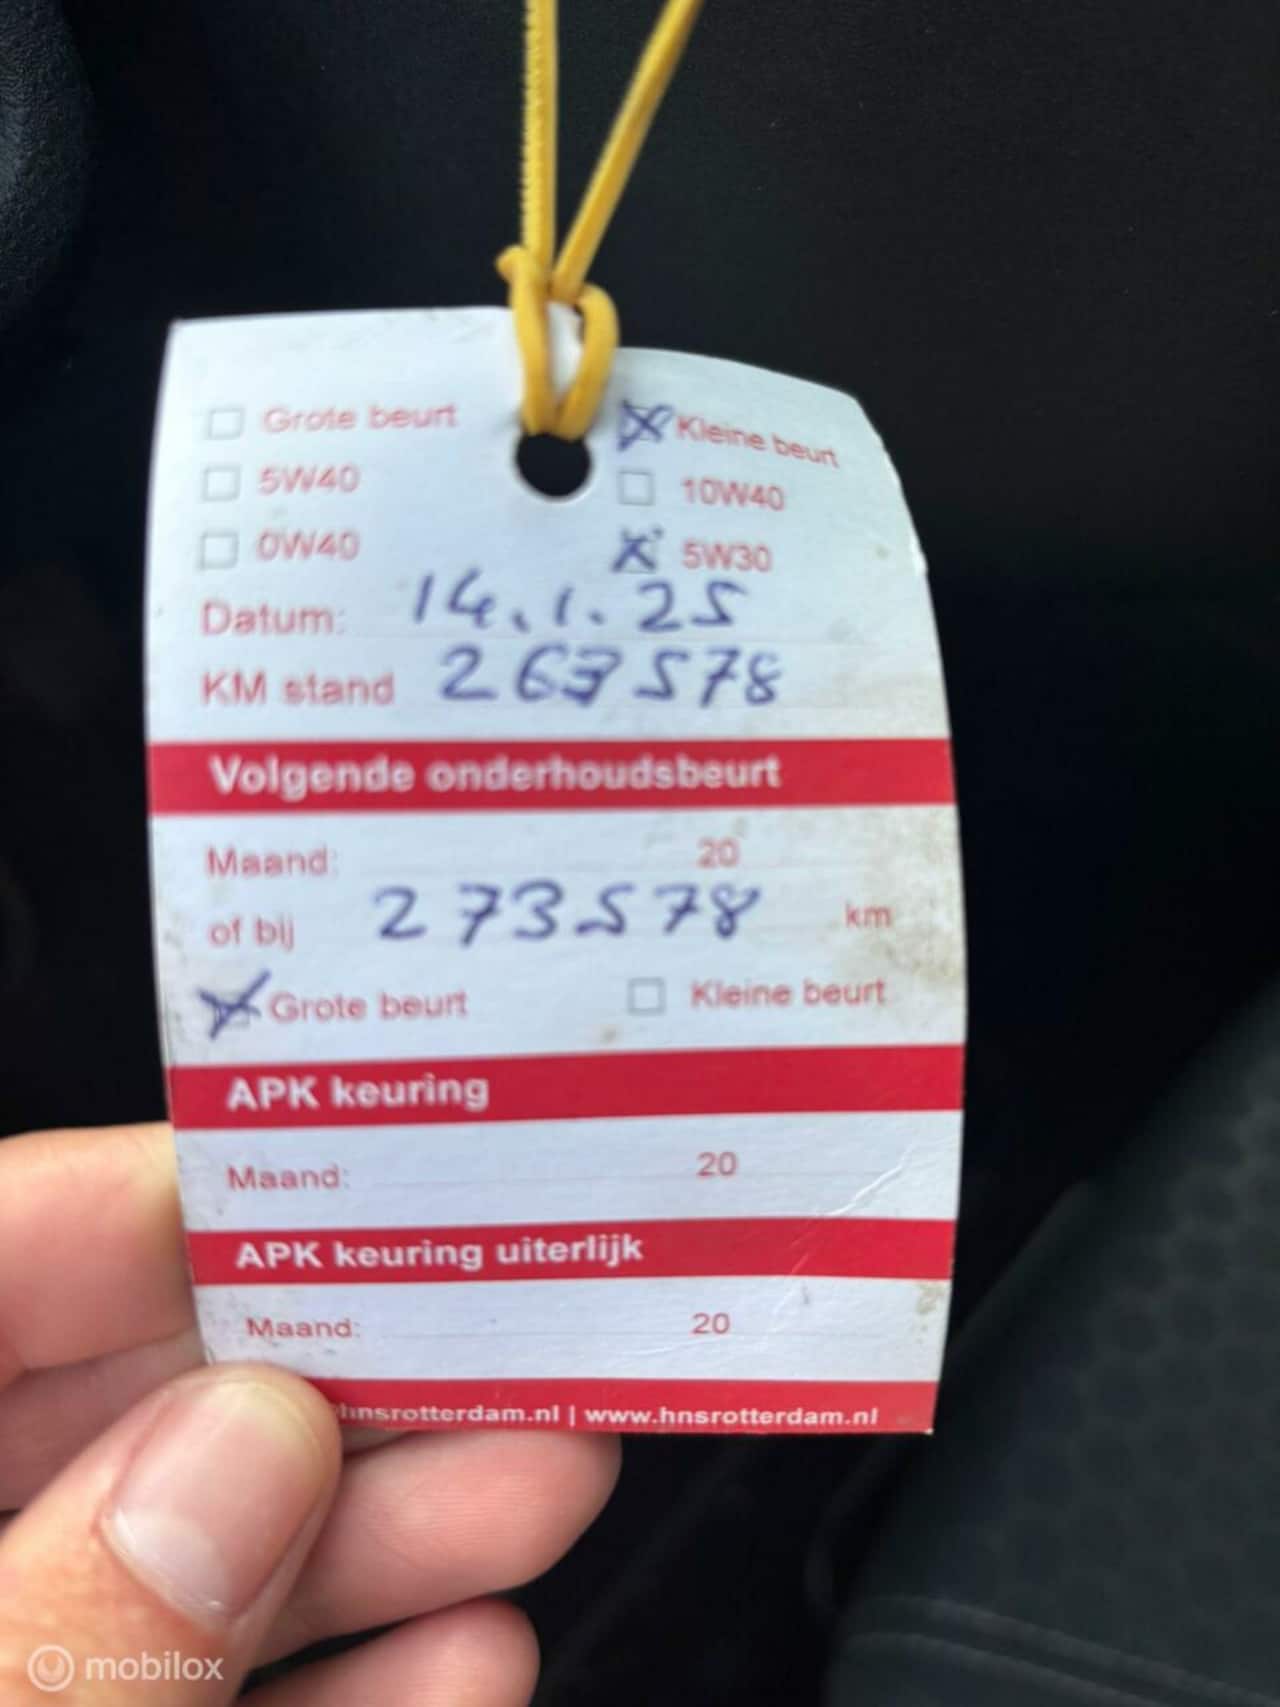 Grote beurt Kleine beurt
5W40 10W40
0W40 5W30
Datum: 14.1.25
KM stand 263578
Volgende onderhoudsbeurt
Maand: 20
of bij 273578 km
Grote beurt Kleine beurt
APK keuring
Maand: 20
APK keuring uiterlijk
Maand: 20
hnsrotterdam.nl | www.hnsrotterdam.nl
mobilox